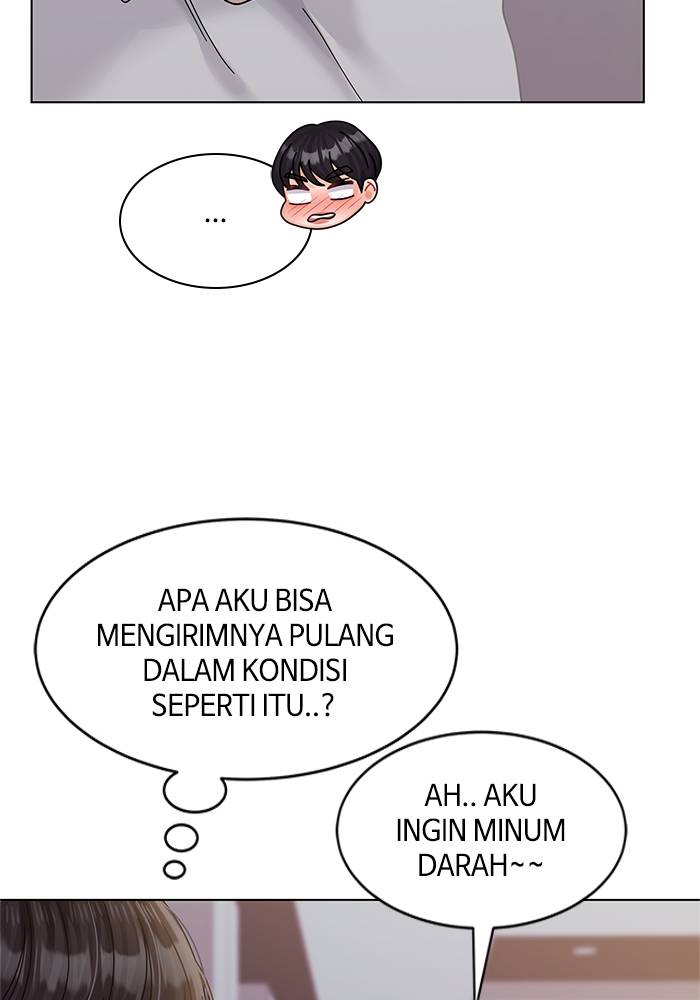 ...
APA AKU BISA
MENGIRIMNYA PULANG
DALAM KONDISI
SEPERTI ITU..?
AH.. AKU
INGIN MINUM
DARAH~~